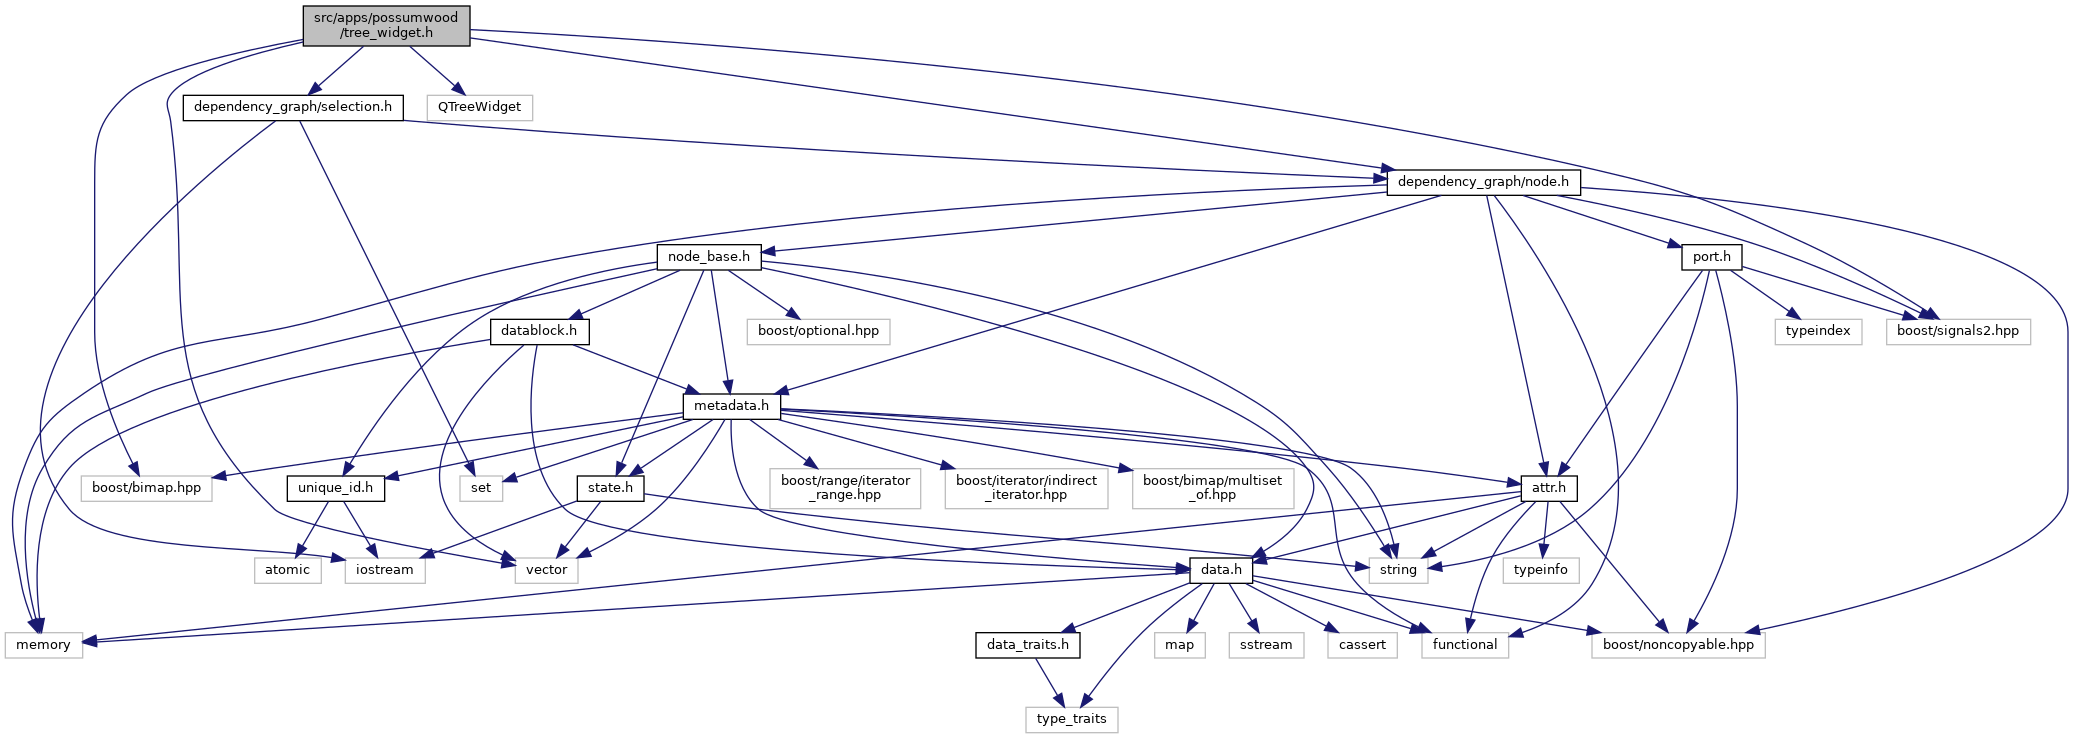 src/apps/possumwood
/tree_widget.h
dependency_graph/selection.h
QTreeWidget
dependency_graph/node.h
node_base.h
port.h
datablock.h
boost/optional.hpp
typeindex
boost/signals2.hpp
metadata.h
boost/bimap.hpp
unique_id.h
set
state.h
boost/range/iterator
_range.hpp
boost/iterator/indirect
_iterator.hpp
boost/bimap/multiset
_of.hpp
attr.h
atomic
iostream
vector
data.h
string
typeinfo
memory
data_traits.h
map
sstream
cassert
functional
boost/noncopyable.hpp
type_traits